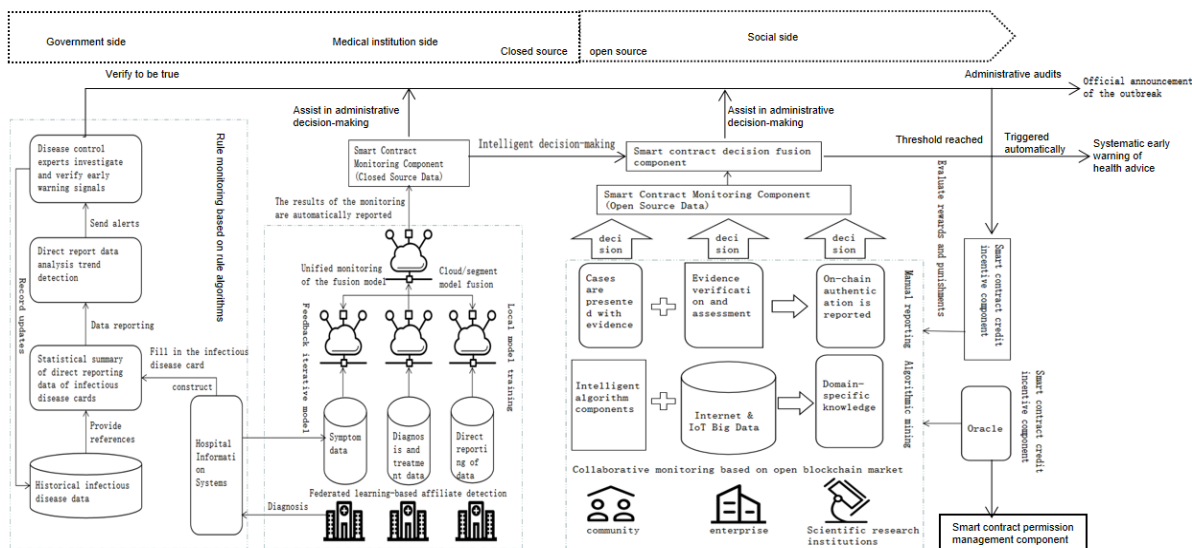 Government side
Medical institution side
Closed source
open source
Social side
Verify to be true
Administrative audits
Official announcement
of the outbreak
Assist in administrative
decision-making
Assist in administrative
decision-making
Disease control
experts investigate
and verify early
warning signals
Rule monitoring based on rule algorithms
Smart Contract
Monitoring Component
(Closed Source Data)
Intelligent decision-making
Smart contract decision fusion
component
Threshold reached
Triggered
automatically
Systematic early
warning of
health advice
Send alerts
The results of the monitoring
are automatically reported
Smart Contract Monitoring Component
(Open Source Data)
Evaluate rewards and punishments
Direct report data
analysis trend
detection
Record updates
Unified monitoring
of the fusion model
Cloud/segment
model fusion
deci
sion
deci
sion
deci
sion
Cases are
presente
d with
evidence
Evidence
verification
and
assessment
On-chain
authentic
ation is
reported
Manual reporting
Smart contract credit
incentive component
Data reporting
Feedback iterative model
Local model training
Statistical summary
of direct reporting
data of infectious
disease cards
Fill in the infectious
disease card
construct
Intelligent
algorithm
components
Internet &
IoT Big Data
Domain-
specific
knowledge
Algorithmic mining
Oracle
Smart contract credit
incentive component
Provide
references
Historical infectious
disease data
Hospital
Informati
on
Systems
Symptom
data
Diagnos
is and
treatme
nt data
Direct
reporti
ng of
data
Federated learning-based affiliate detection
Diagnosis
Collaborative monitoring based on open blockchain market
community
enterprise
Scientific research
institutions
Smart contract permission
management component